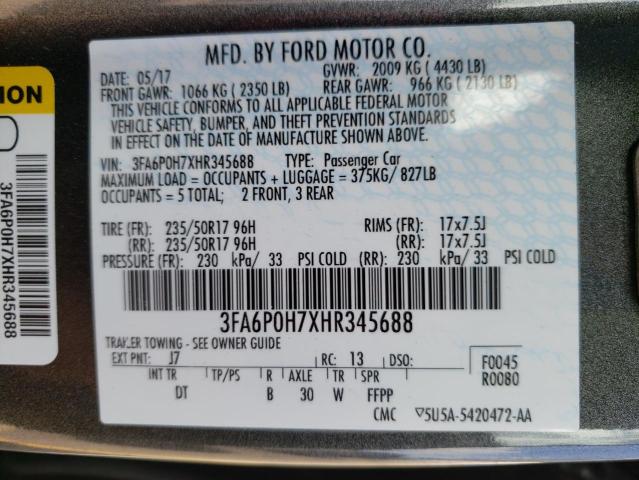 MFD. BY FORD MOTOR CO.
DATE: 05/17 GVWR: 2009 KG ( 4430 LB)
FRONT GAWR: 1066 KG ( 2350 LB) REAR GAWR: 966 KG ( 2130 LB)
THIS VEHICLE CONFORMS TO ALL APPLICABLE FEDERAL MOTOR
VEHICLE SAFETY, BUMPER, AND THEFT PREVENTION STANDARDS
IN EFFECT ON THE DATE OF MANUFACTURE SHOWN ABOVE.
VIN: 3FA6P0H7XHR345688 TYPE: Passenger Car
MAXIMUM LOAD = OCCUPANTS + LUGGAGE = 375KG/ 827LB
OCCUPANTS = 5 TOTAL; 2 FRONT, 3 REAR
TIRE (FR): 235/50R17 96H RIMS (FR): 17x7.5J
(RR): 235/50R17 96H (RR): 17x7.5J
PRESSURE (FR): 230 kPa/ 33 PSI COLD (RR): 230 kPa/ 33 PSI COLD
3FA6P0H7XHR345688
TRAILER TOWING - SEE OWNER GUIDE
EXT PNT: J7 RC: 13 DSO: F0045
INT TR TP/PS R AXLE TR SPR R0080
DT B 30 W FFPP
CMC ▽5U5A-5420472-AA
TION
3FA6P0H7XHR345688